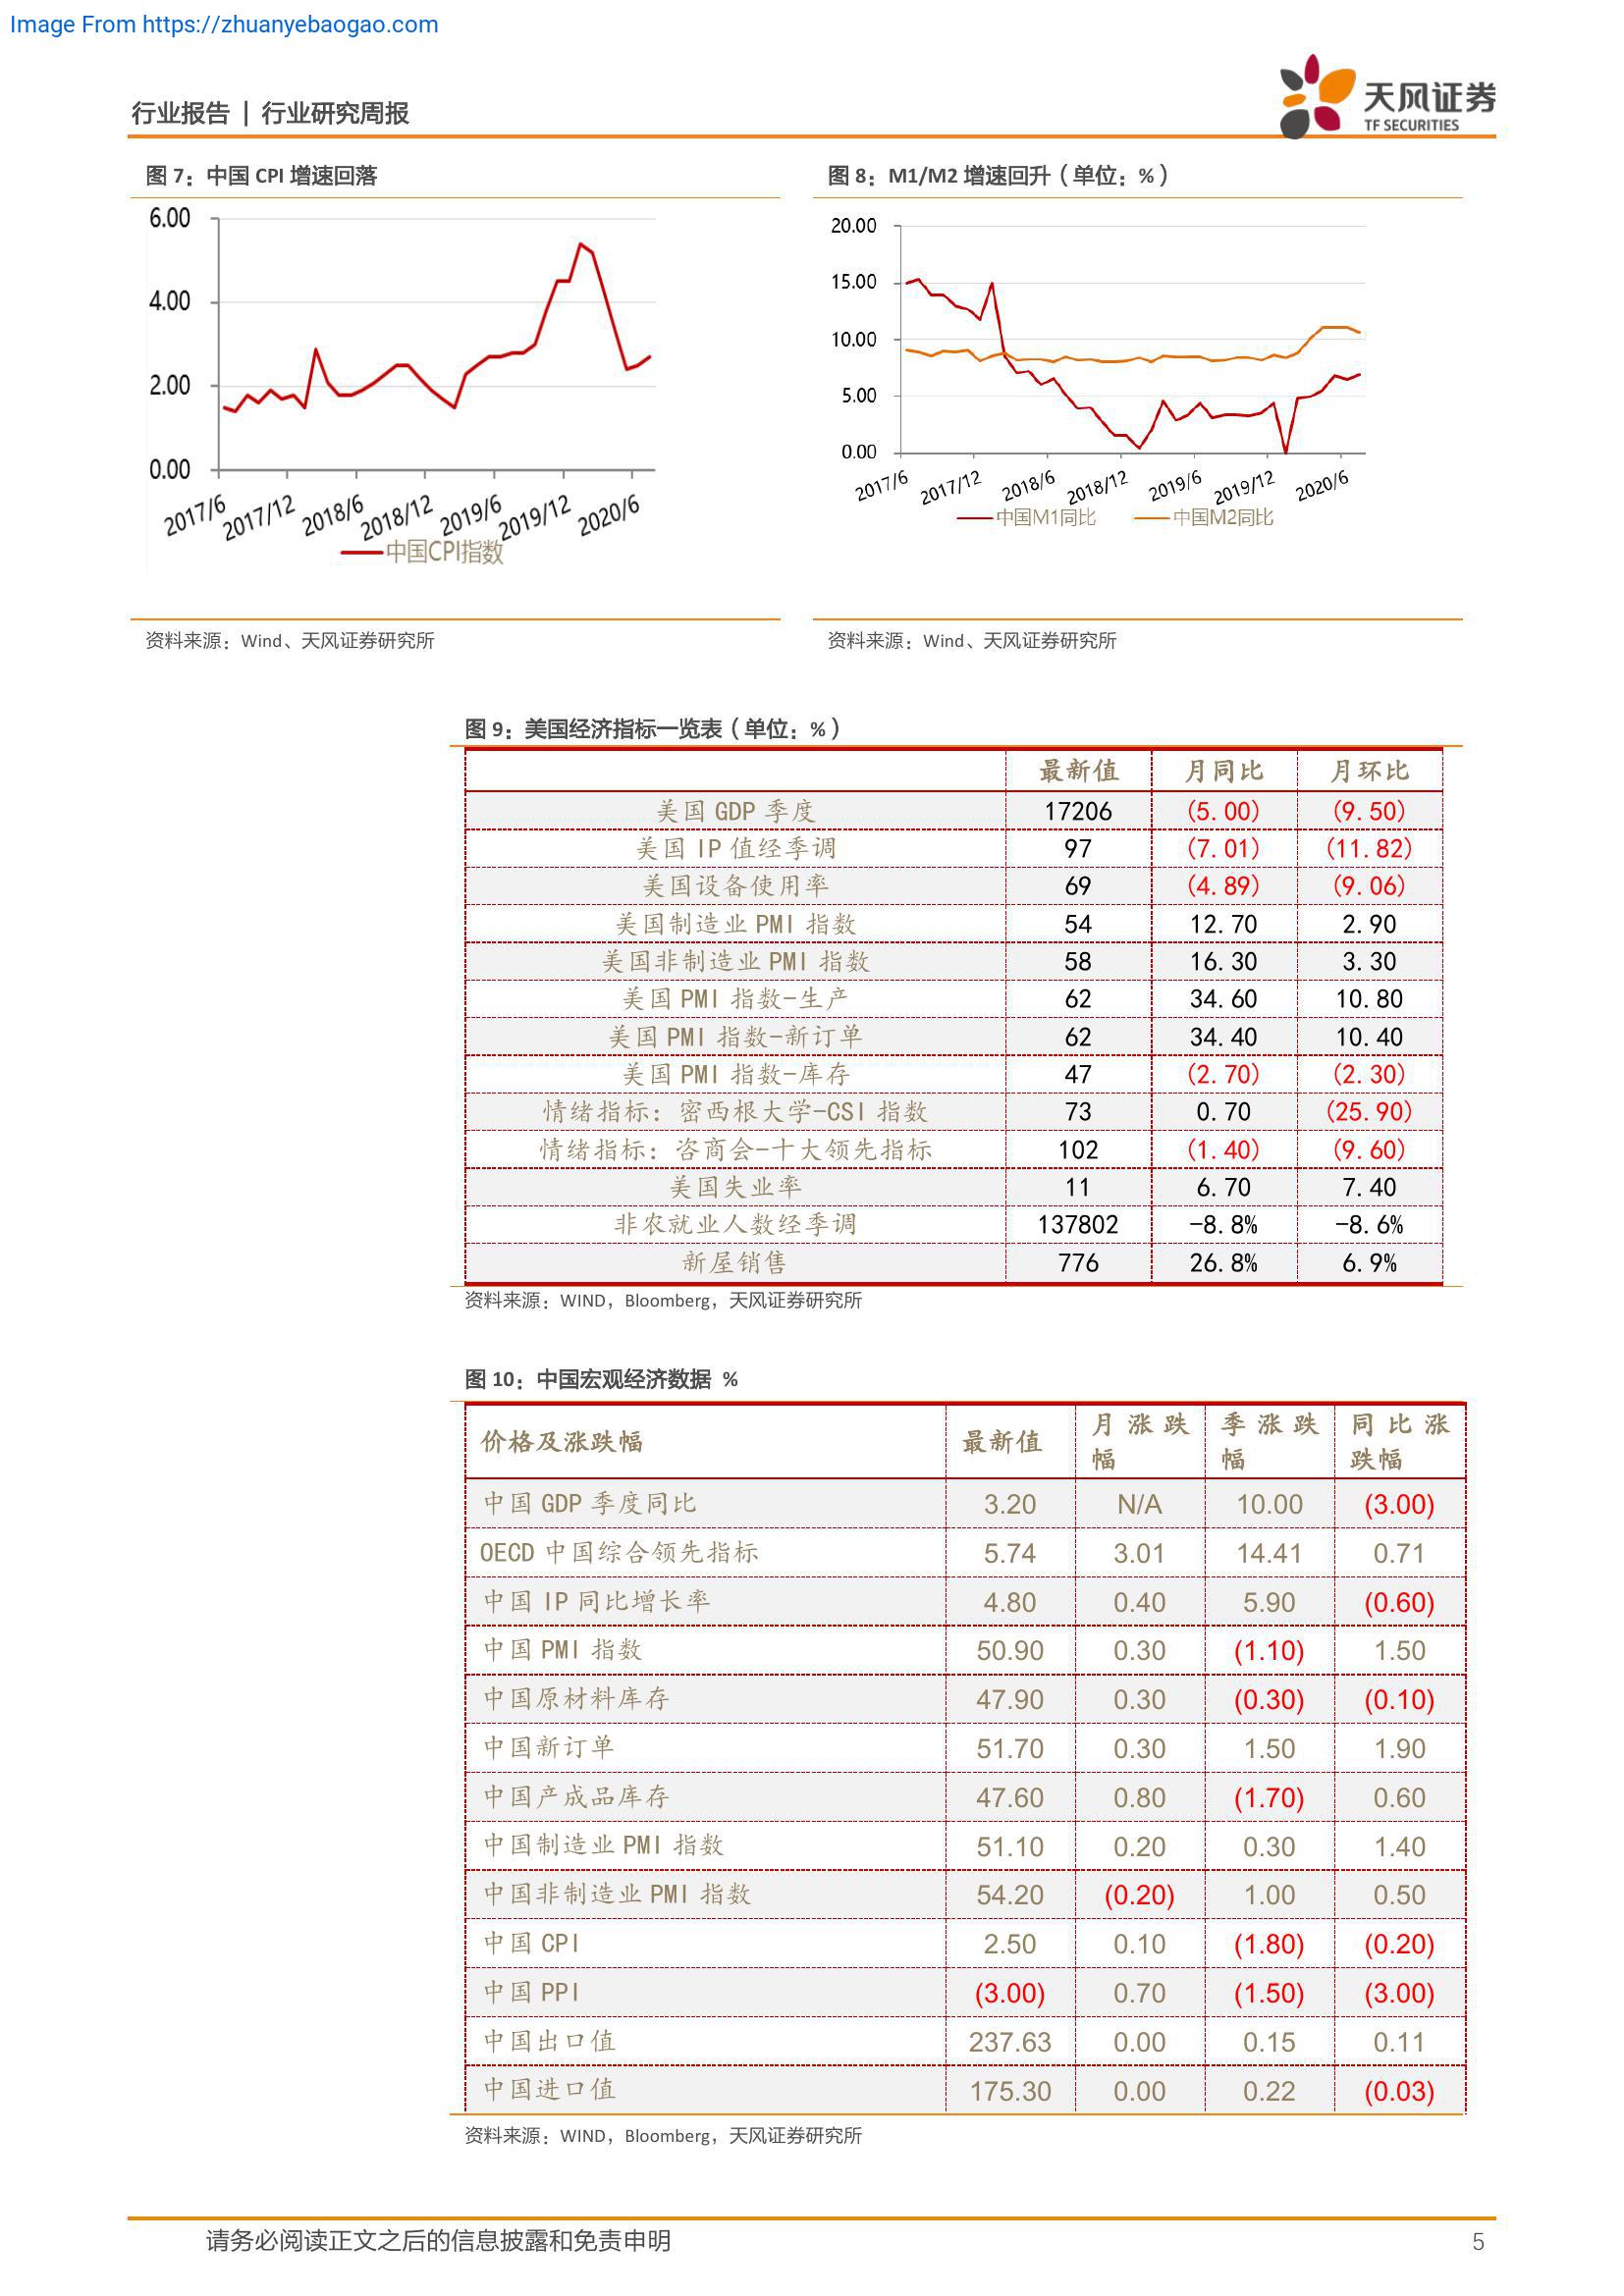 Image From https://zhuanyebaogao.com
行业报告 | 行业研究周报
天风证券
TF SECURITIES
图 7：中国 CPI 增速回落
6.00
4.00
2.00
0.00
2017/6 2017/12 2018/6 2018/12 2019/6 2019/12 2020/6
中国CPI指数
资料来源：Wind、天风证券研究所
图 8：M1/M2 增速回升（单位：%）
20.00
15.00
10.00
5.00
0.00
2017/6 2017/12 2018/6 2018/12 2019/6 2019/12 2020/6
中国M1同比 中国M2同比
资料来源：Wind、天风证券研究所
图 9：美国经济指标一览表（单位：%）
最新值 月同比 月环比
美国 GDP 季度 17206 (5.00) (9.50)
美国 IP 值经季调 97 (7.01) (11.82)
美国设备使用率 69 (4.89) (9.06)
美国制造业 PMI 指数 54 12.70 2.90
美国非制造业 PMI 指数 58 16.30 3.30
美国 PMI 指数-生产 62 34.60 10.80
美国 PMI 指数-新订单 62 34.40 10.40
美国 PMI 指数-库存 47 (2.70) (2.30)
情绪指标：密西根大学-CSI 指数 73 0.70 (25.90)
情绪指标：咨商会-十大领先指标 102 (1.40) (9.60)
美国失业率 11 6.70 7.40
非农就业人数经季调 137802 -8.8% -8.6%
新屋销售 776 26.8% 6.9%
资料来源：WIND，Bloomberg，天风证券研究所
图 10：中国宏观经济数据 %
价格及涨跌幅 最新值 月涨跌幅 季涨跌幅 同比涨跌幅
中国 GDP 季度同比 3.20 N/A 10.00 (3.00)
OECD 中国综合领先指标 5.74 3.01 14.41 0.71
中国 IP 同比增长率 4.80 0.40 5.90 (0.60)
中国 PMI 指数 50.90 0.30 (1.10) 1.50
中国原材料库存 47.90 0.30 (0.30) (0.10)
中国新订单 51.70 0.30 1.50 1.90
中国产成品库存 47.60 0.80 (1.70) 0.60
中国制造业 PMI 指数 51.10 0.20 0.30 1.40
中国非制造业 PMI 指数 54.20 (0.20) 1.00 0.50
中国 CPI 2.50 0.10 (1.80) (0.20)
中国 PPI (3.00) 0.70 (1.50) (3.00)
中国出口值 237.63 0.00 0.15 0.11
中国进口值 175.30 0.00 0.22 (0.03)
资料来源：WIND，Bloomberg，天风证券研究所
请务必阅读正文之后的信息披露和免责申明 5